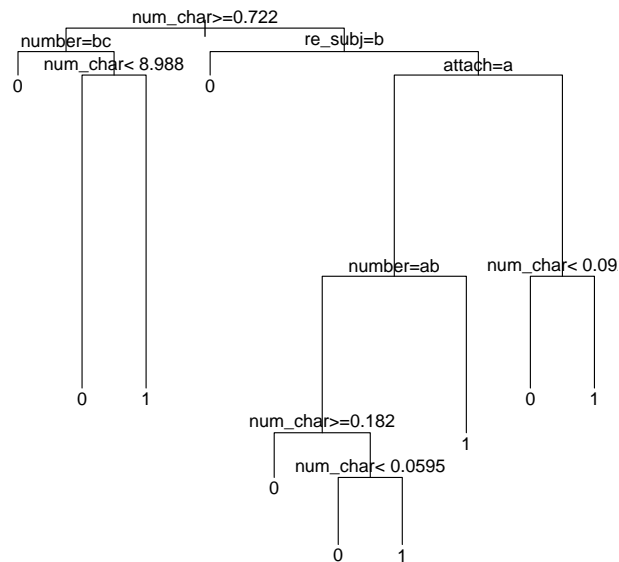 num_char>=0.722
number=bc
re_subj=b
num_char< 8.988
attach=a
0
0
number=ab
num_char< 0.09
0
1
0
1
num_char>=0.182
1
num_char< 0.0595
0
0
1